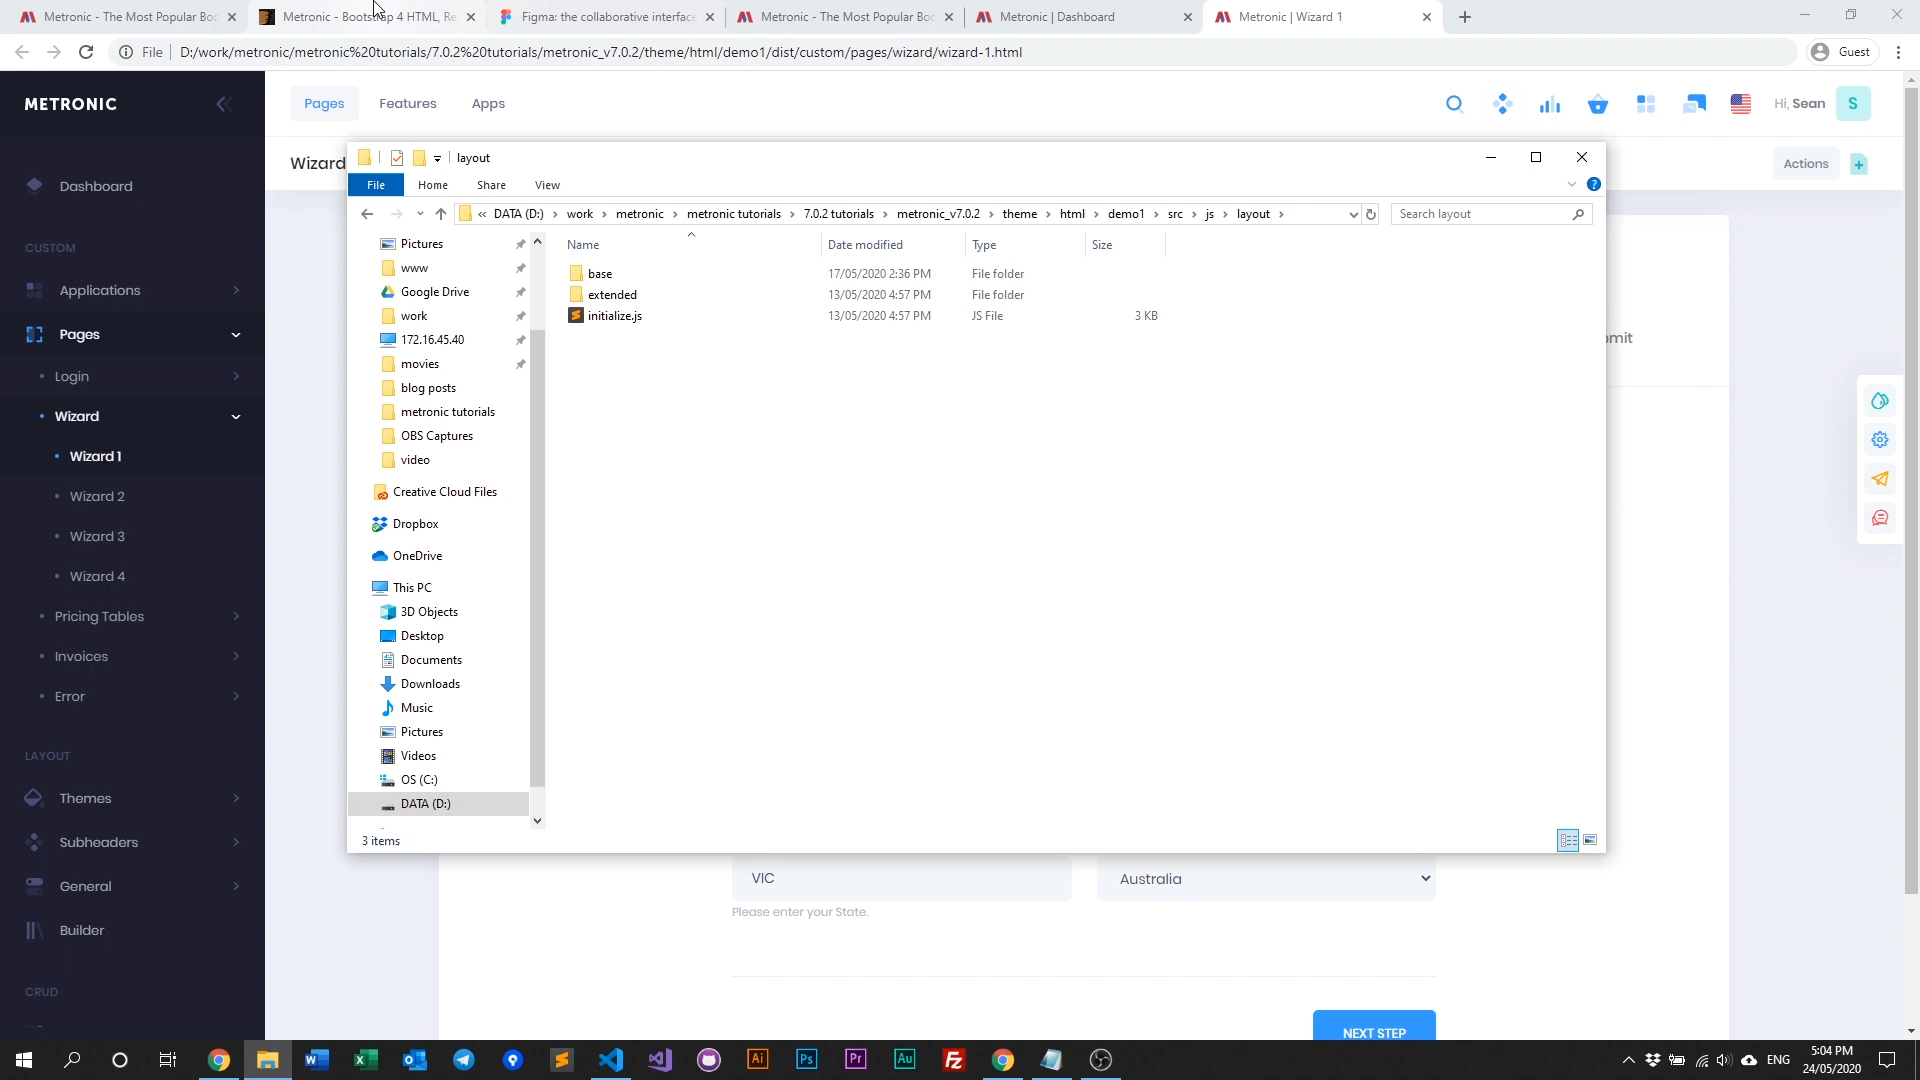 Metronic - The Most Popular Boo
Metronic - Bootstrap 4 HTML, Re
Figma: the collaborative interface
Metronic - The Most Popular Boo
Metronic | Dashboard
Metronic | Wizard 1
File
D:/work/metronic/metronic%20tutorials/7.0.2%20tutorials/metronic_v7.0.2/theme/html/demo1/dist/custom/pages/wizard/wizard-1.html
Guest
METRONIC
Pages
Features
Apps
Hi, Sean
S
Wizard
Actions
Dashboard
CUSTOM
Applications
Pages
Login
Wizard
Wizard 1
Wizard 2
Wizard 3
Wizard 4
Pricing Tables
Invoices
Error
LAYOUT
Themes
Subheaders
General
Builder
CRUD
layout
File
Home
Share
View
« DATA (D:) › work › metronic › metronic tutorials › 7.0.2 tutorials › metronic_v7.0.2 › theme › html › demo1 › src › js › layout ›
Search layout
Pictures
www
Google Drive
work
172.16.45.40
movies
blog posts
metronic tutorials
OBS Captures
video
Creative Cloud Files
Dropbox
OneDrive
This PC
3D Objects
Desktop
Documents
Downloads
Music
Pictures
Videos
OS (C:)
DATA (D:)
Name Date modified Type Size
base 17/05/2020 2:36 PM File folder
extended 13/05/2020 4:57 PM File folder
initialize.js 13/05/2020 4:57 PM JS File 3 KB
3 items
omit
VIC
Australia
Please enter your State.
NEXT STEP
ENG
5:04 PM
24/05/2020